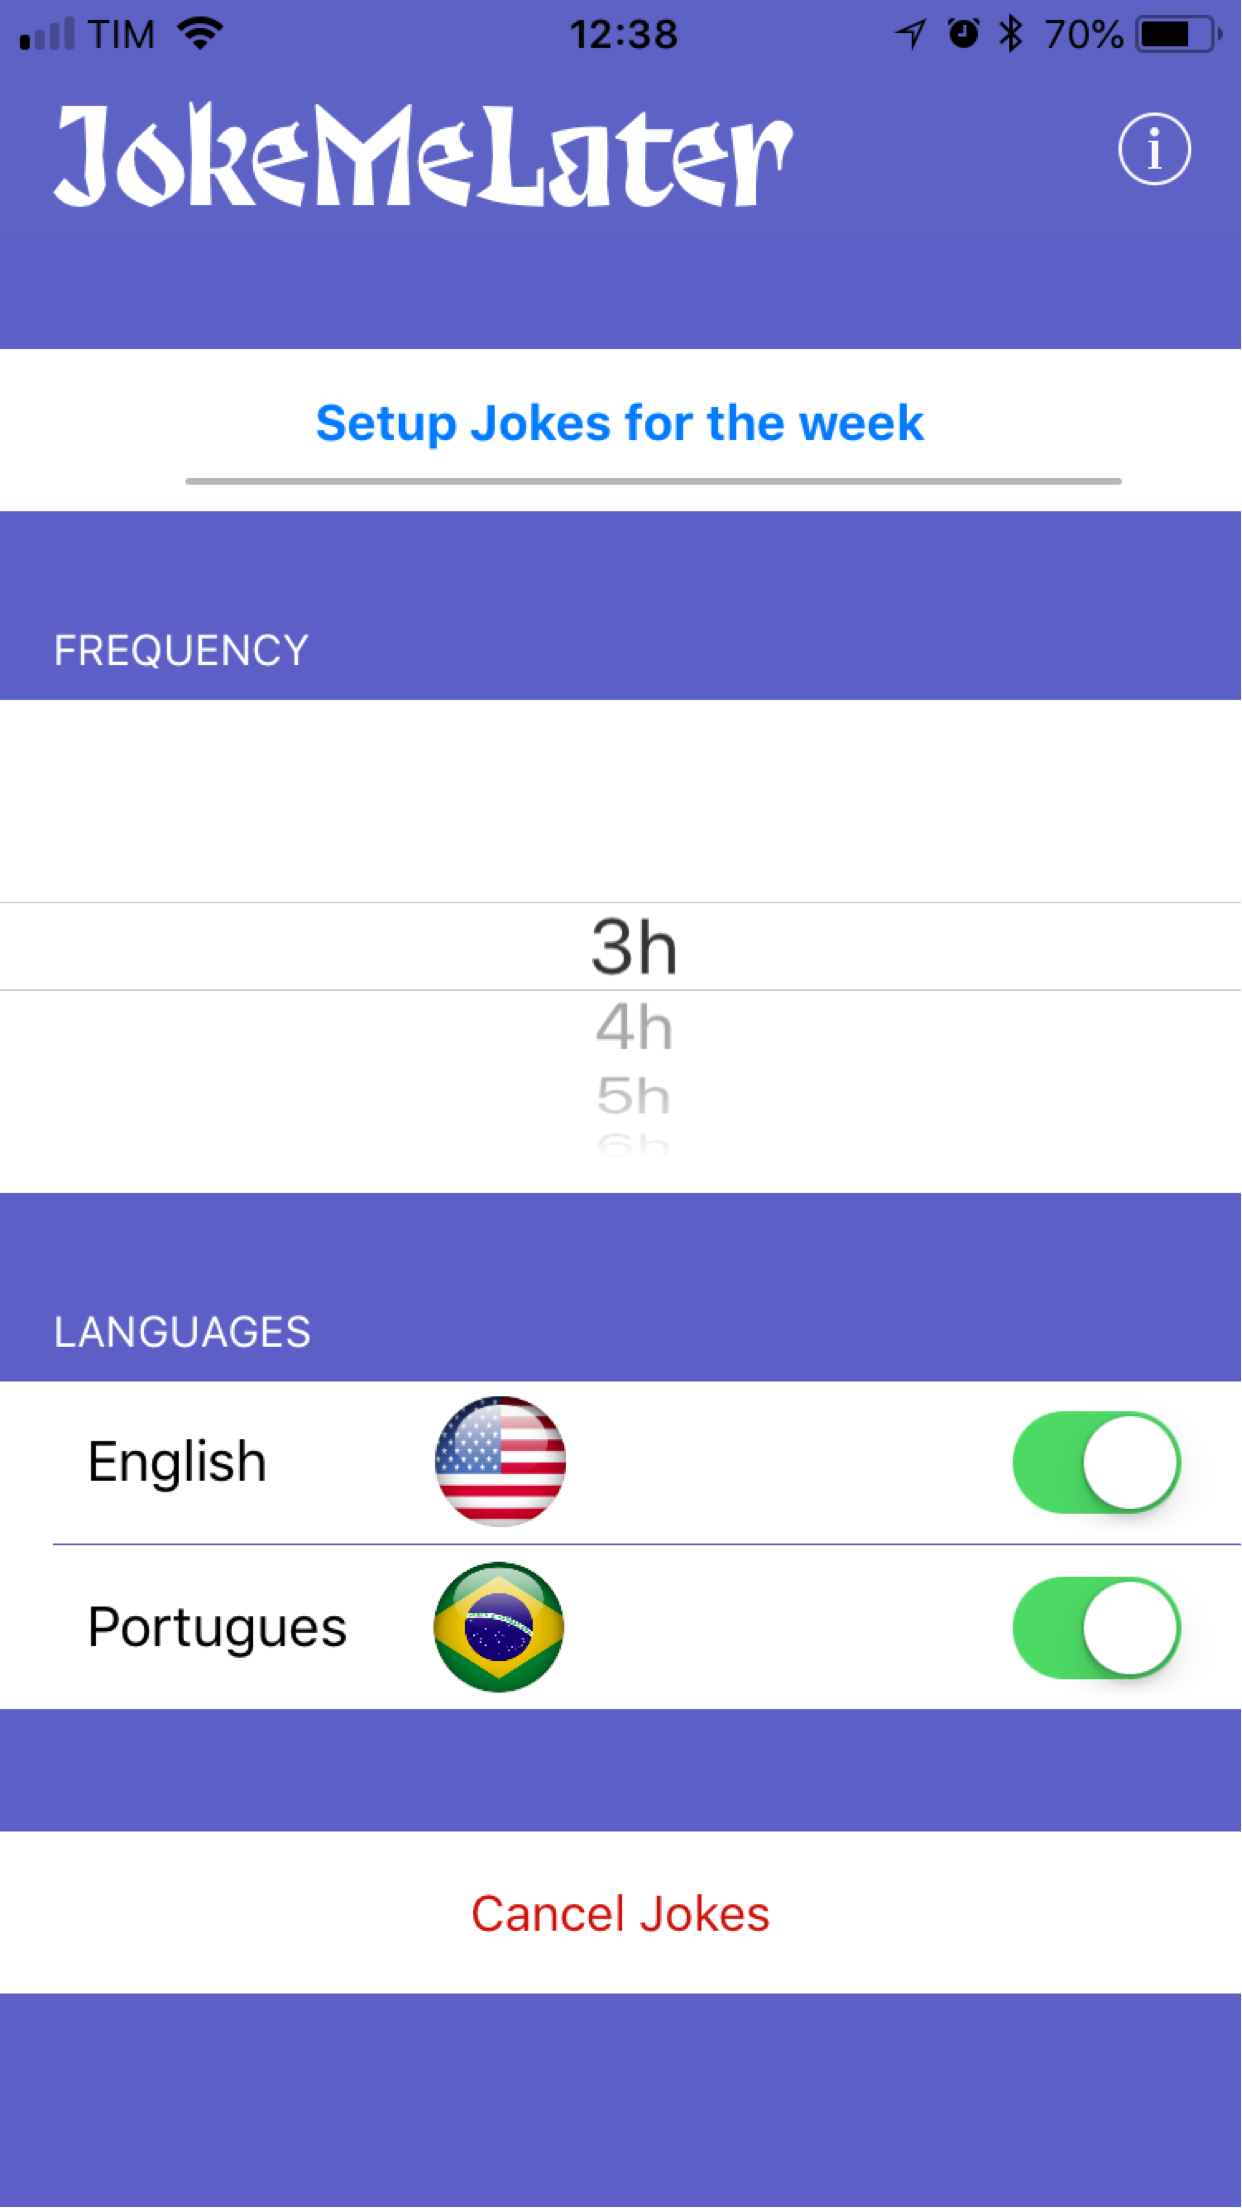 TIM 12:38 70%
JokeMeLater i
Setup Jokes for the week
FREQUENCY
3h
4h
5h
6h
LANGUAGES
English
Portugues
Cancel Jokes